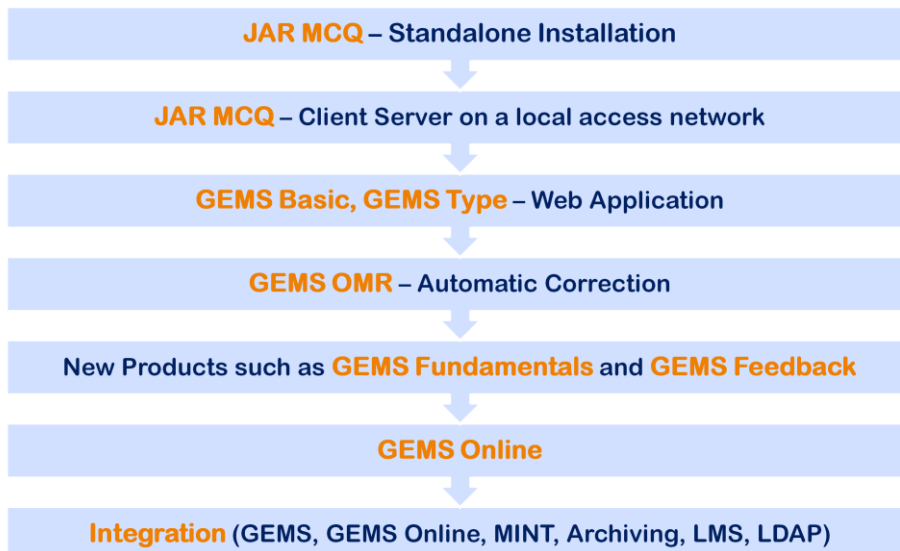 JAR MCQ – Standalone Installation
JAR MCQ – Client Server on a local access network
GEMS Basic, GEMS Type – Web Application
GEMS OMR – Automatic Correction
New Products such as GEMS Fundamentals and GEMS Feedback
GEMS Online
Integration (GEMS, GEMS Online, MINT, Archiving, LMS, LDAP)